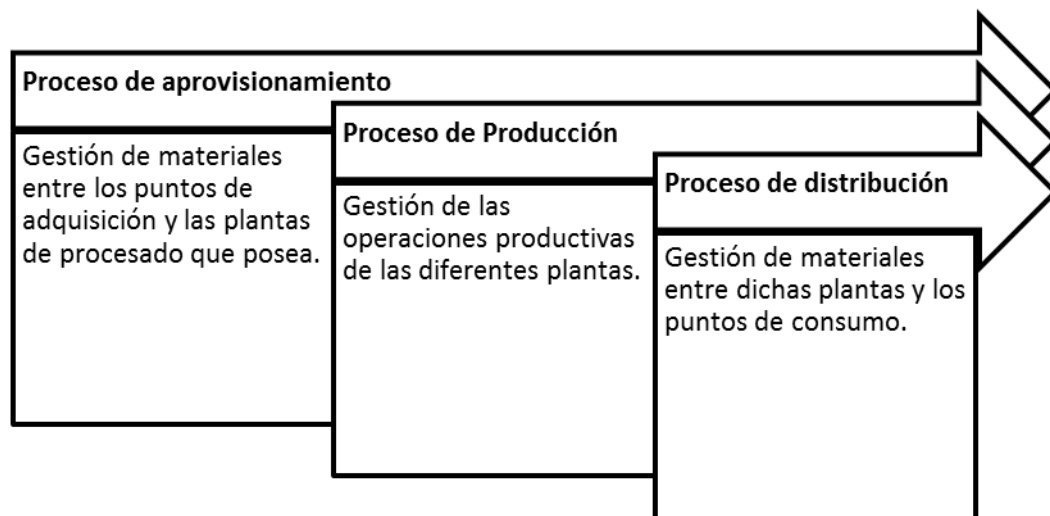 Proceso de aprovisionamiento
Gestión de materiales
entre los puntos de
adquisición y las plantas
de procesado que posea.
Proceso de Producción
Gestión de las
operaciones productivas
de las diferentes plantas.
Proceso de distribución
Gestión de materiales
entre dichas plantas y los
puntos de consumo.